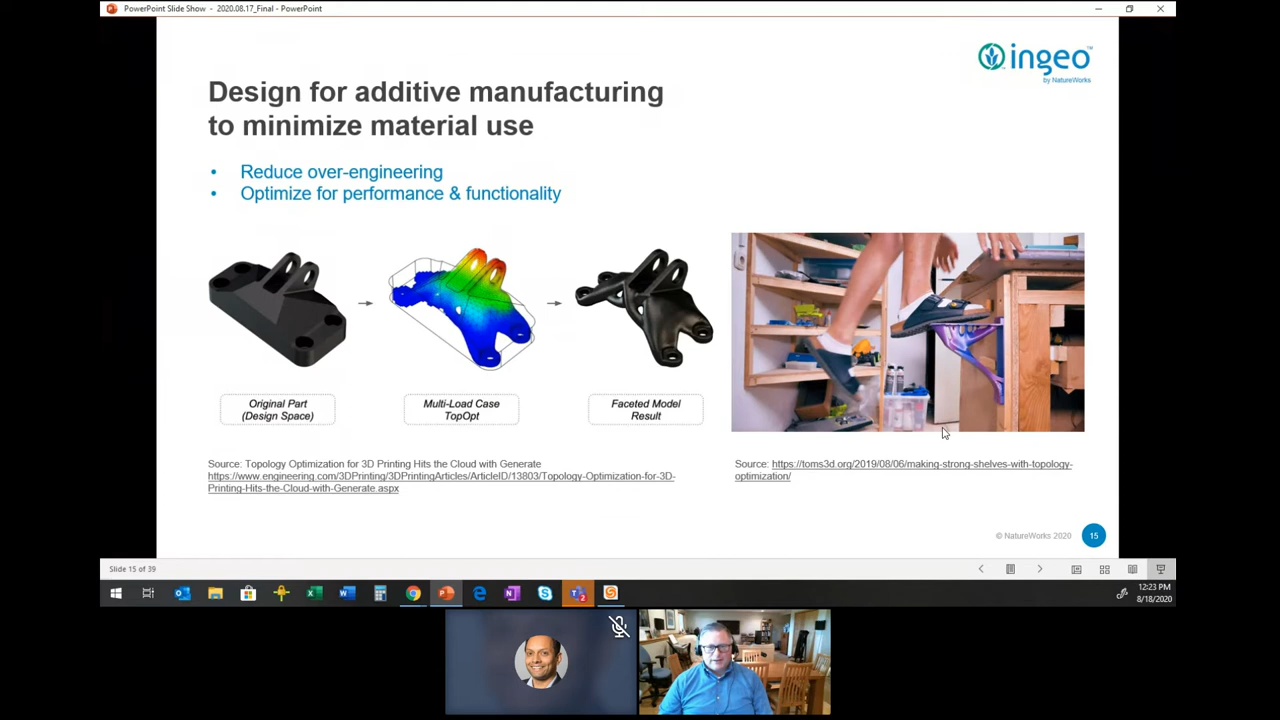 PowerPoint Slide Show - 2020.08.17_Final - PowerPoint
ingeo™
by NatureWorks
Design for additive manufacturing
to minimize material use
• Reduce over-engineering
• Optimize for performance & functionality
Original Part
(Design Space)
Multi-Load Case
TopOpt
Faceted Model
Result
Source: Topology Optimization for 3D Printing Hits the Cloud with Generate
https://www.engineering.com/3DPrinting/3DPrintingArticles/ArticleID/13803/Topology-Optimization-for-3D-
Printing-Hits-the-Cloud-with-Generate.aspx
Source: https://toms3d.org/2019/08/06/making-strong-shelves-with-topology-
optimization/
© NatureWorks 2020
15
Slide 15 of 39
12:23 PM
8/18/2020